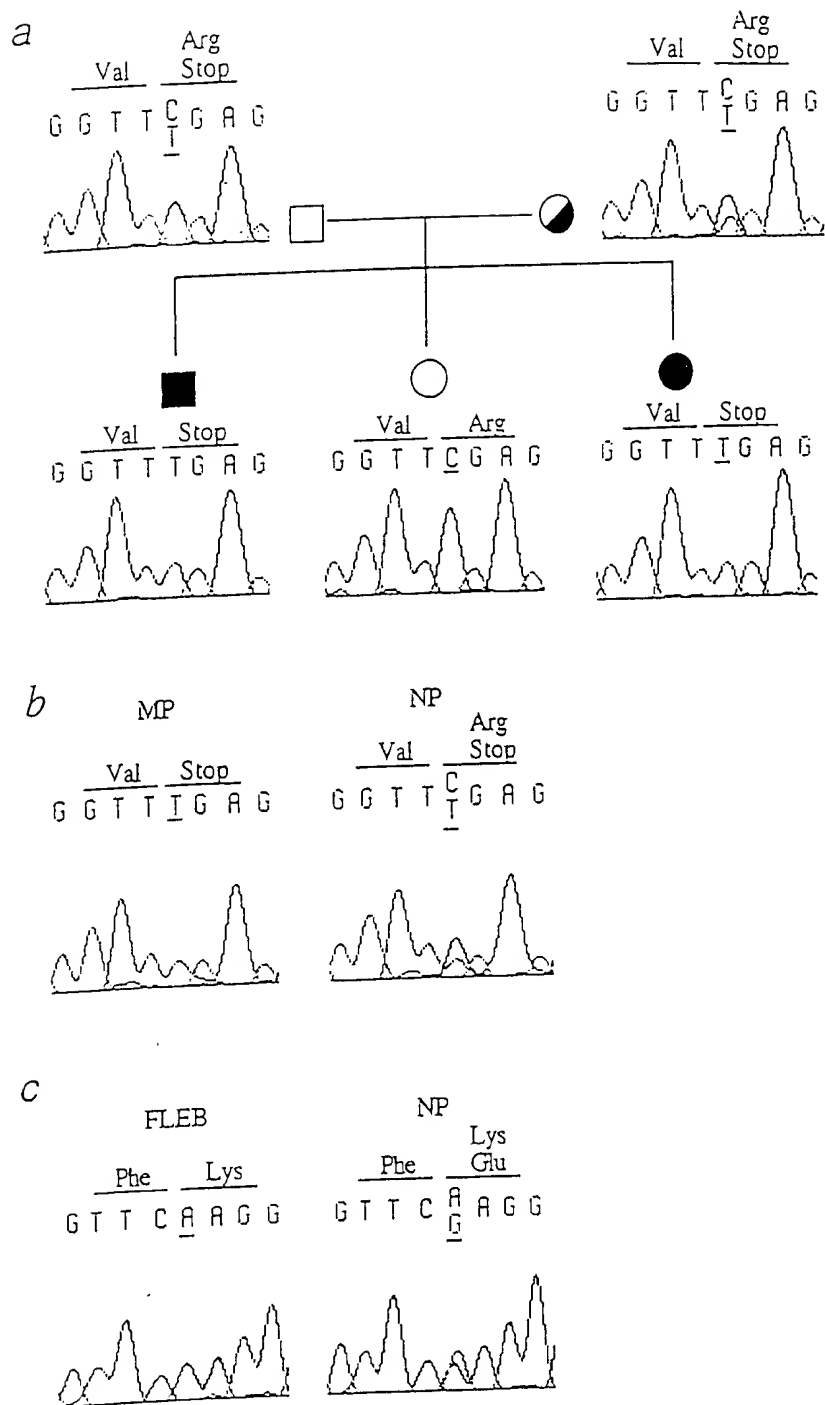 a
Arg
Stop
Val
G G T T C G A G
T
Arg
Stop
Val
G G T T C G A G
T
Val Stop
G G T T T G A G
Val Arg
G G T T C G A G
Val Stop
G G T T T G A G
b
MP
Val Stop
G G T T T G A G
NP
Arg
Stop
Val
G G T T C G A G
T
c
FLEB
Phe Lys
G T T C A A G G
NP
Lys
Glu
Phe
G T T C A A G G
G